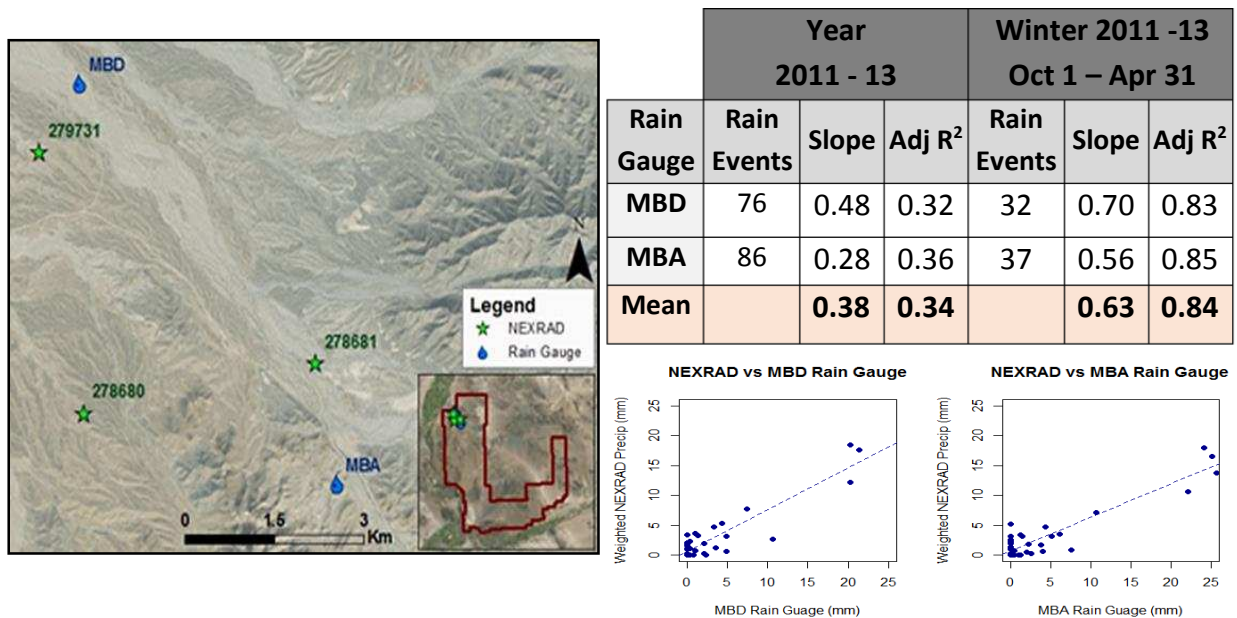 MBD
279731
278681
278680
MBA
N
Legend
NEXRAD
Rain Gauge
0 1.5 3
Km
Year
2011 - 13
Winter 2011 -13
Oct 1 – Apr 31
Rain Gauge
Rain Events
Slope
Adj R²
Rain Events
Slope
Adj R²
MBD 76 0.48 0.32 32 0.70 0.83
MBA 86 0.28 0.36 37 0.56 0.85
Mean 0.38 0.34 0.63 0.84
NEXRAD vs MBD Rain Gauge
Weighted NEXRAD Precip (mm)
25
20
15
10
5
0
0 5 10 15 20 25
MBD Rain Guage (mm)
NEXRAD vs MBA Rain Gauge
Weighted NEXRAD Precip (mm)
25
20
15
10
5
0
0 5 10 15 20 25
MBA Rain Guage (mm)